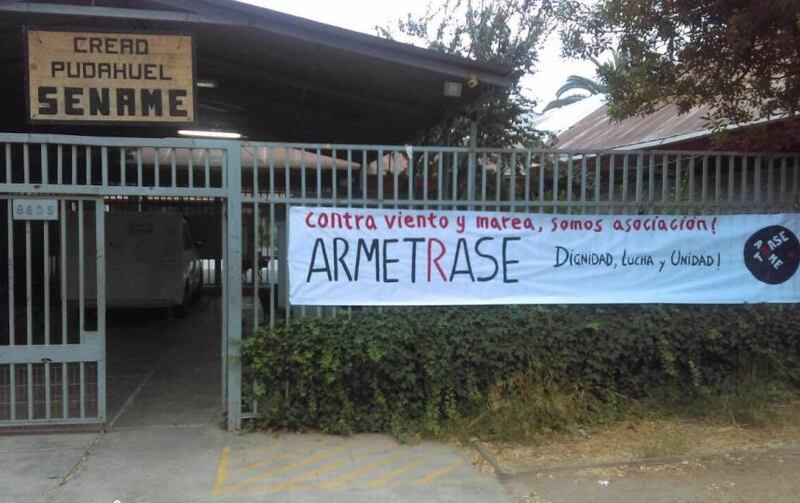 CREAD
PUDAHUEL
SENAME
contra viento y marea, somos asociación!
ARMETRASE
Dignidad, Lucha y Unidad!